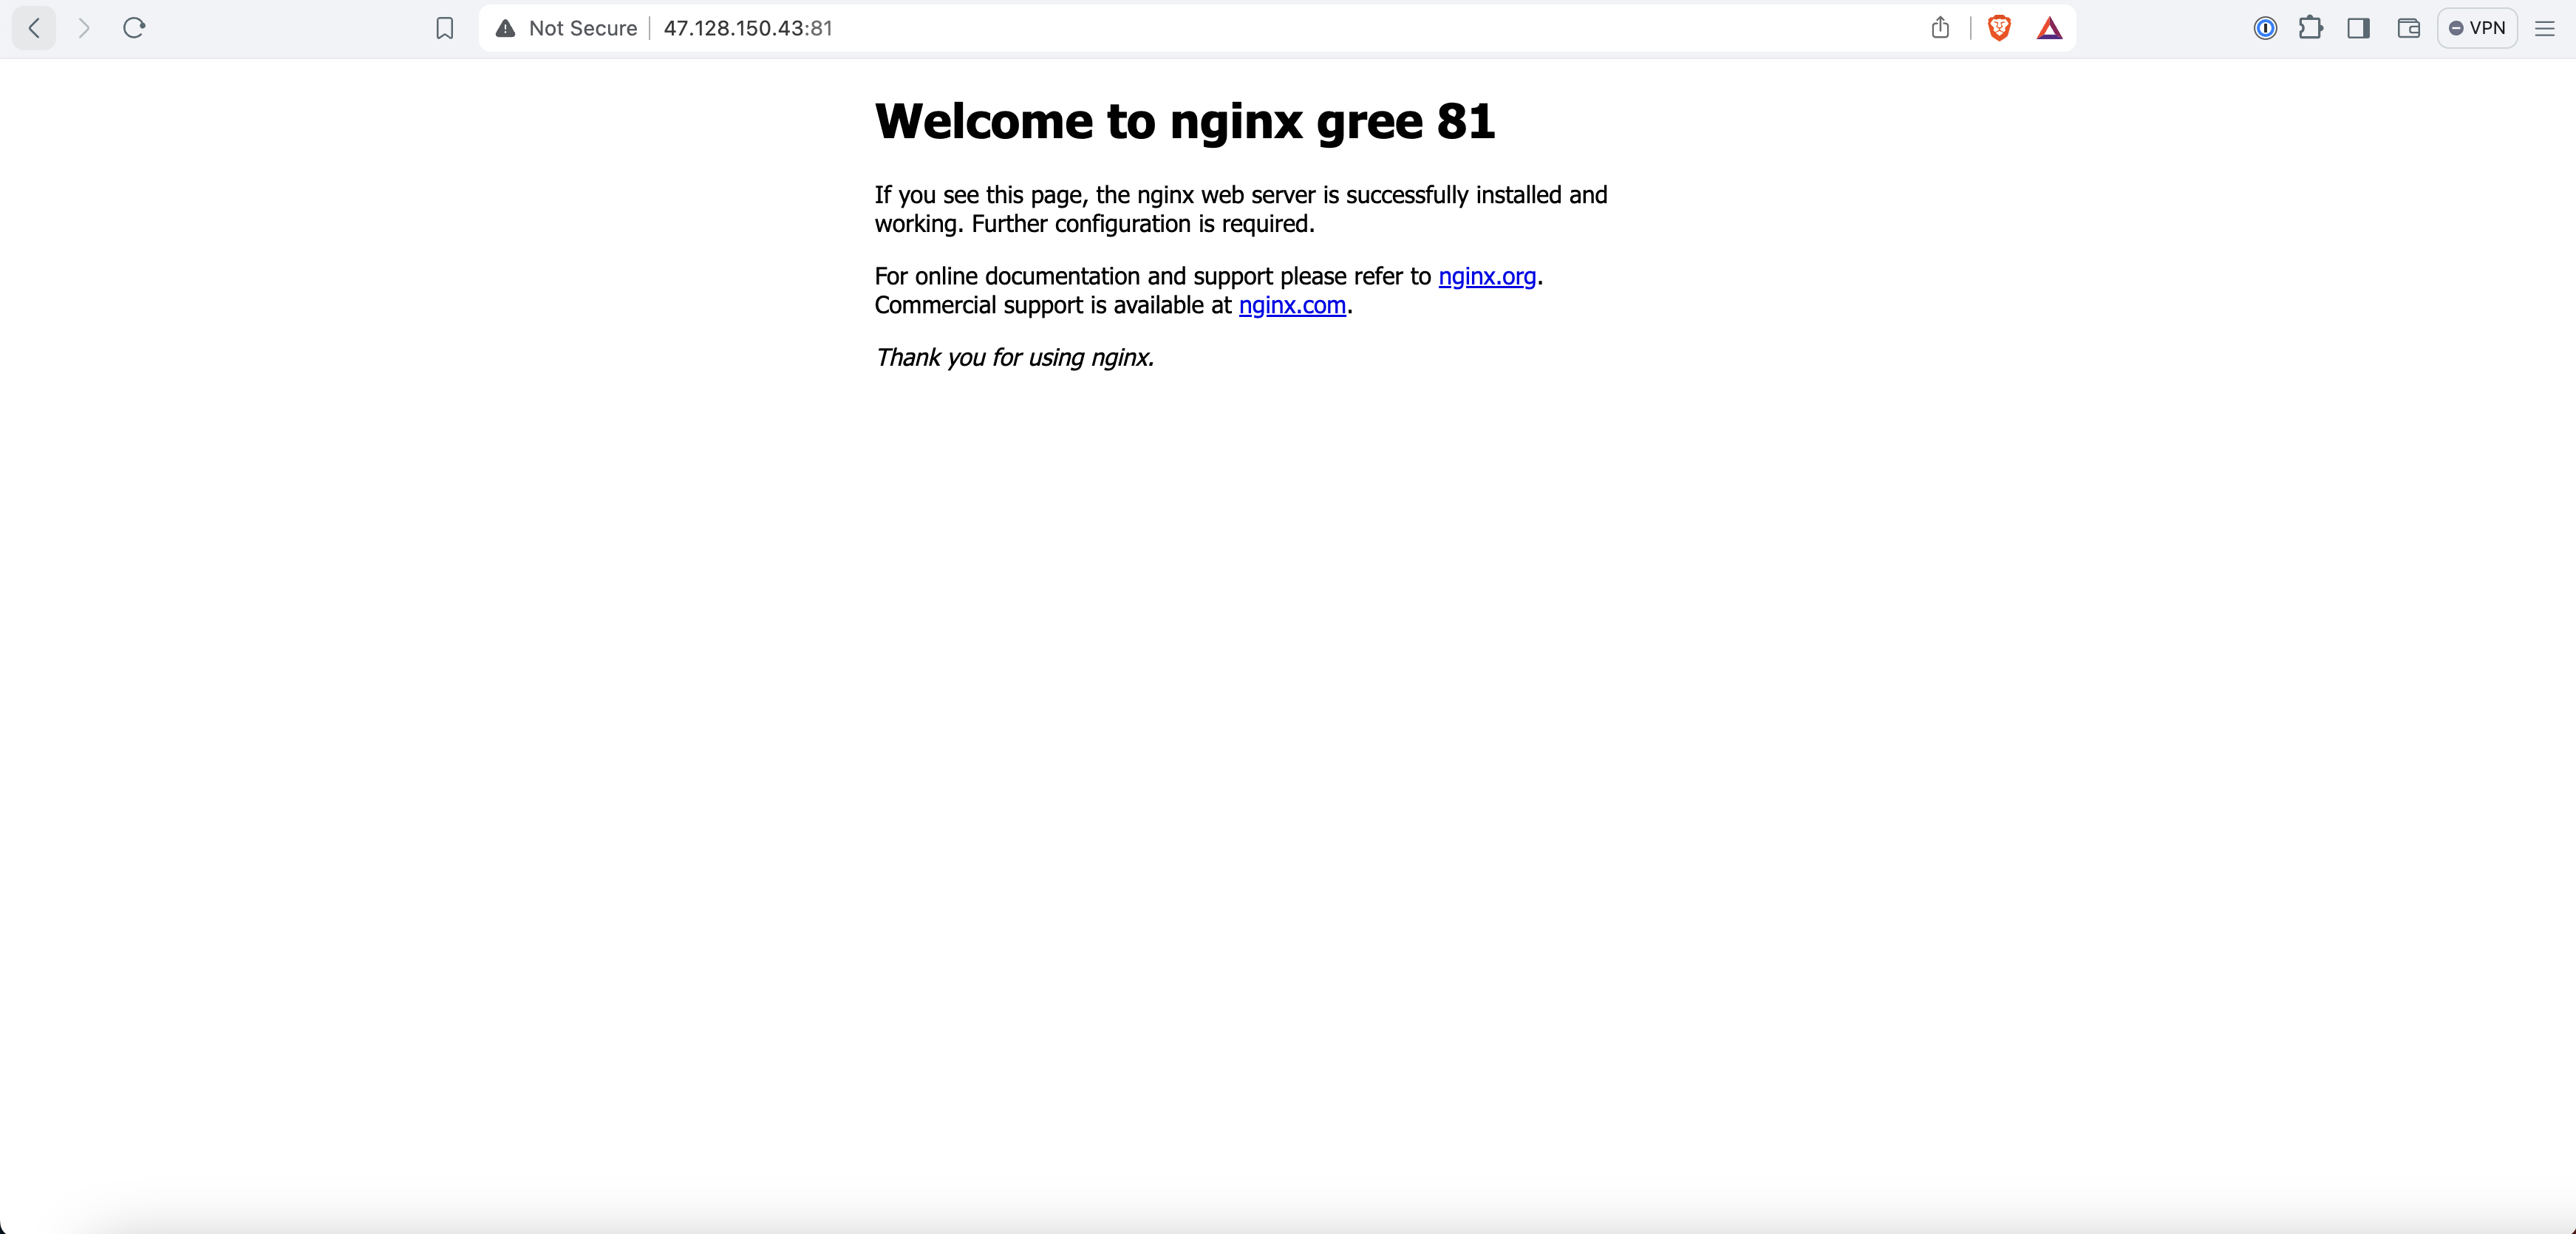 Not Secure 47.128.150.43:81 VPN
Welcome to nginx gree 81
If you see this page, the nginx web server is successfully installed and
working. Further configuration is required.
For online documentation and support please refer to nginx.org.
Commercial support is available at nginx.com.
Thank you for using nginx.